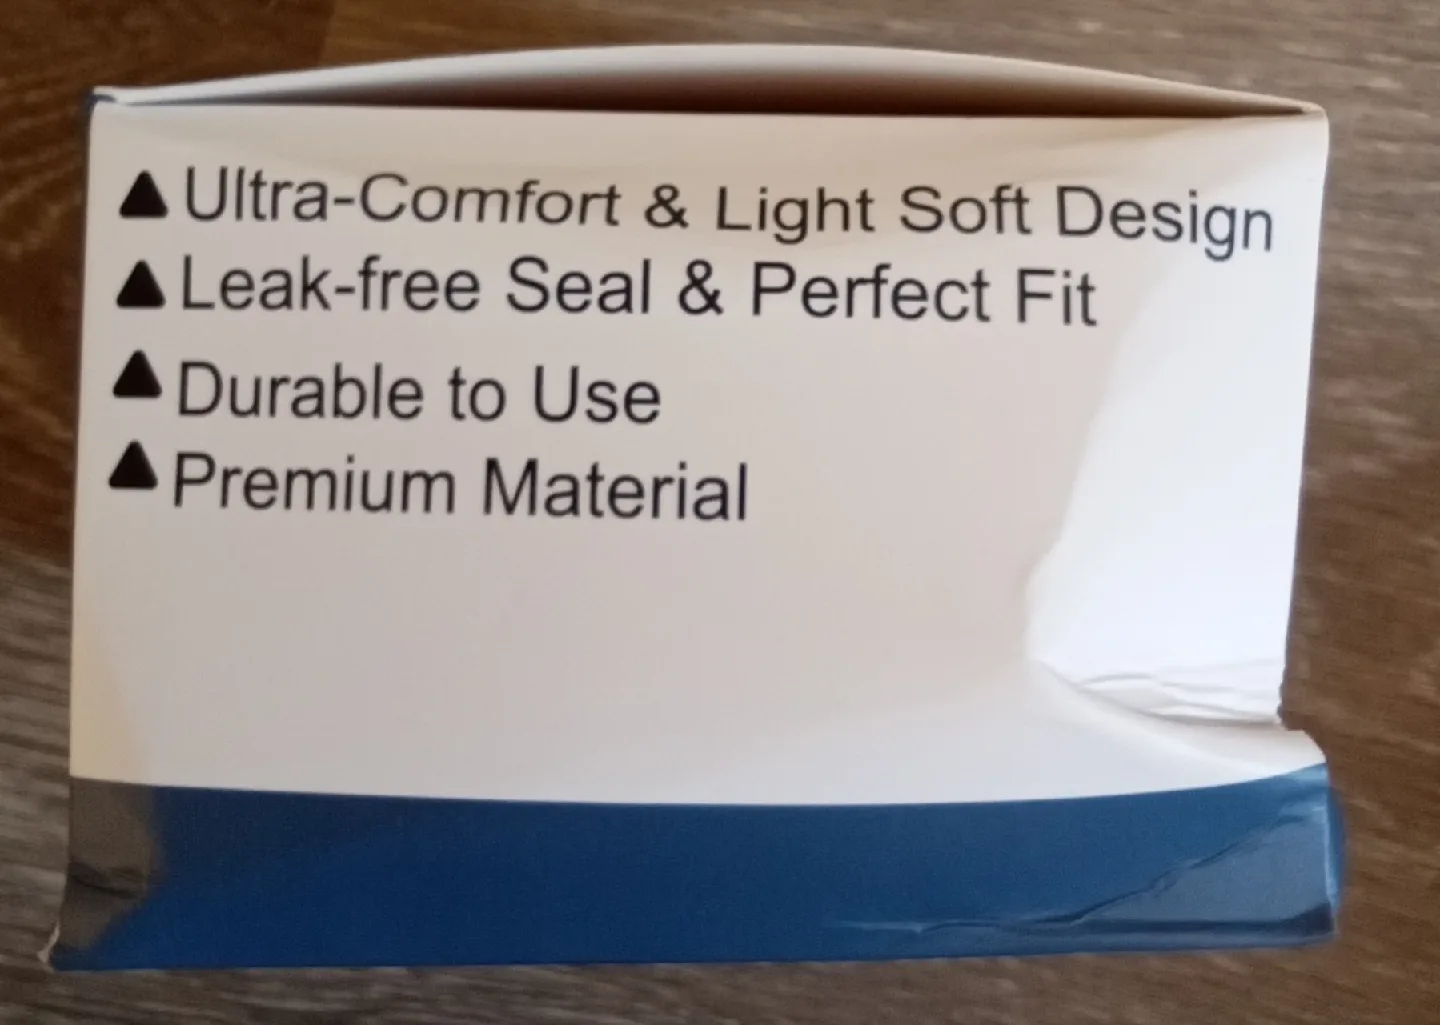 ▲ Ultra-Comfort & Light Soft Design
▲ Leak-free Seal & Perfect Fit
▲ Durable to Use
▲ Premium Material